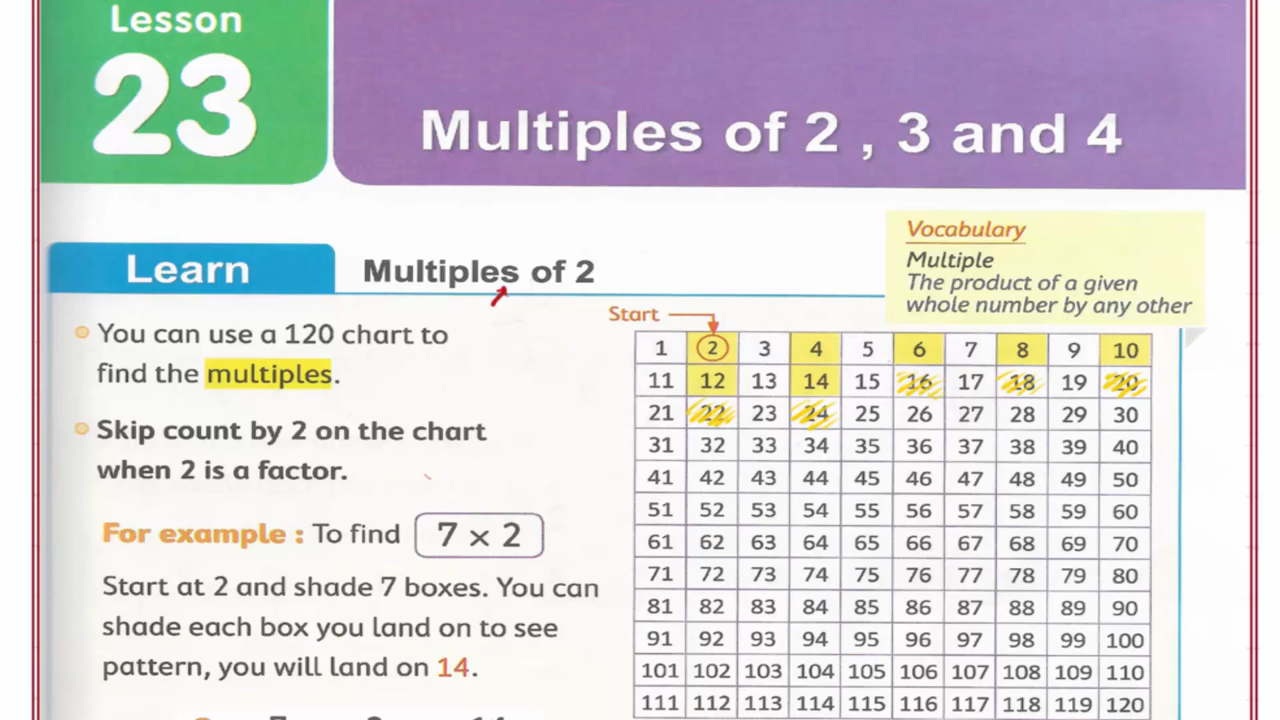 Lesson
23
Multiples of 2 , 3 and 4
Learn
Multiples of 2
Vocabulary
Multiple
The product of a given
whole number by any other
You can use a 120 chart to
find the multiples.
Skip count by 2 on the chart
when 2 is a factor.
For example : To find 7 × 2
Start at 2 and shade 7 boxes. You can
shade each box you land on to see
pattern, you will land on 14.
Start
1 2 3 4 5 6 7 8 9 10
11 12 13 14 15 16 17 18 19 20
21 22 23 24 25 26 27 28 29 30
31 32 33 34 35 36 37 38 39 40
41 42 43 44 45 46 47 48 49 50
51 52 53 54 55 56 57 58 59 60
61 62 63 64 65 66 67 68 69 70
71 72 73 74 75 76 77 78 79 80
81 82 83 84 85 86 87 88 89 90
91 92 93 94 95 96 97 98 99 100
101 102 103 104 105 106 107 108 109 110
111 112 113 114 115 116 117 118 119 120